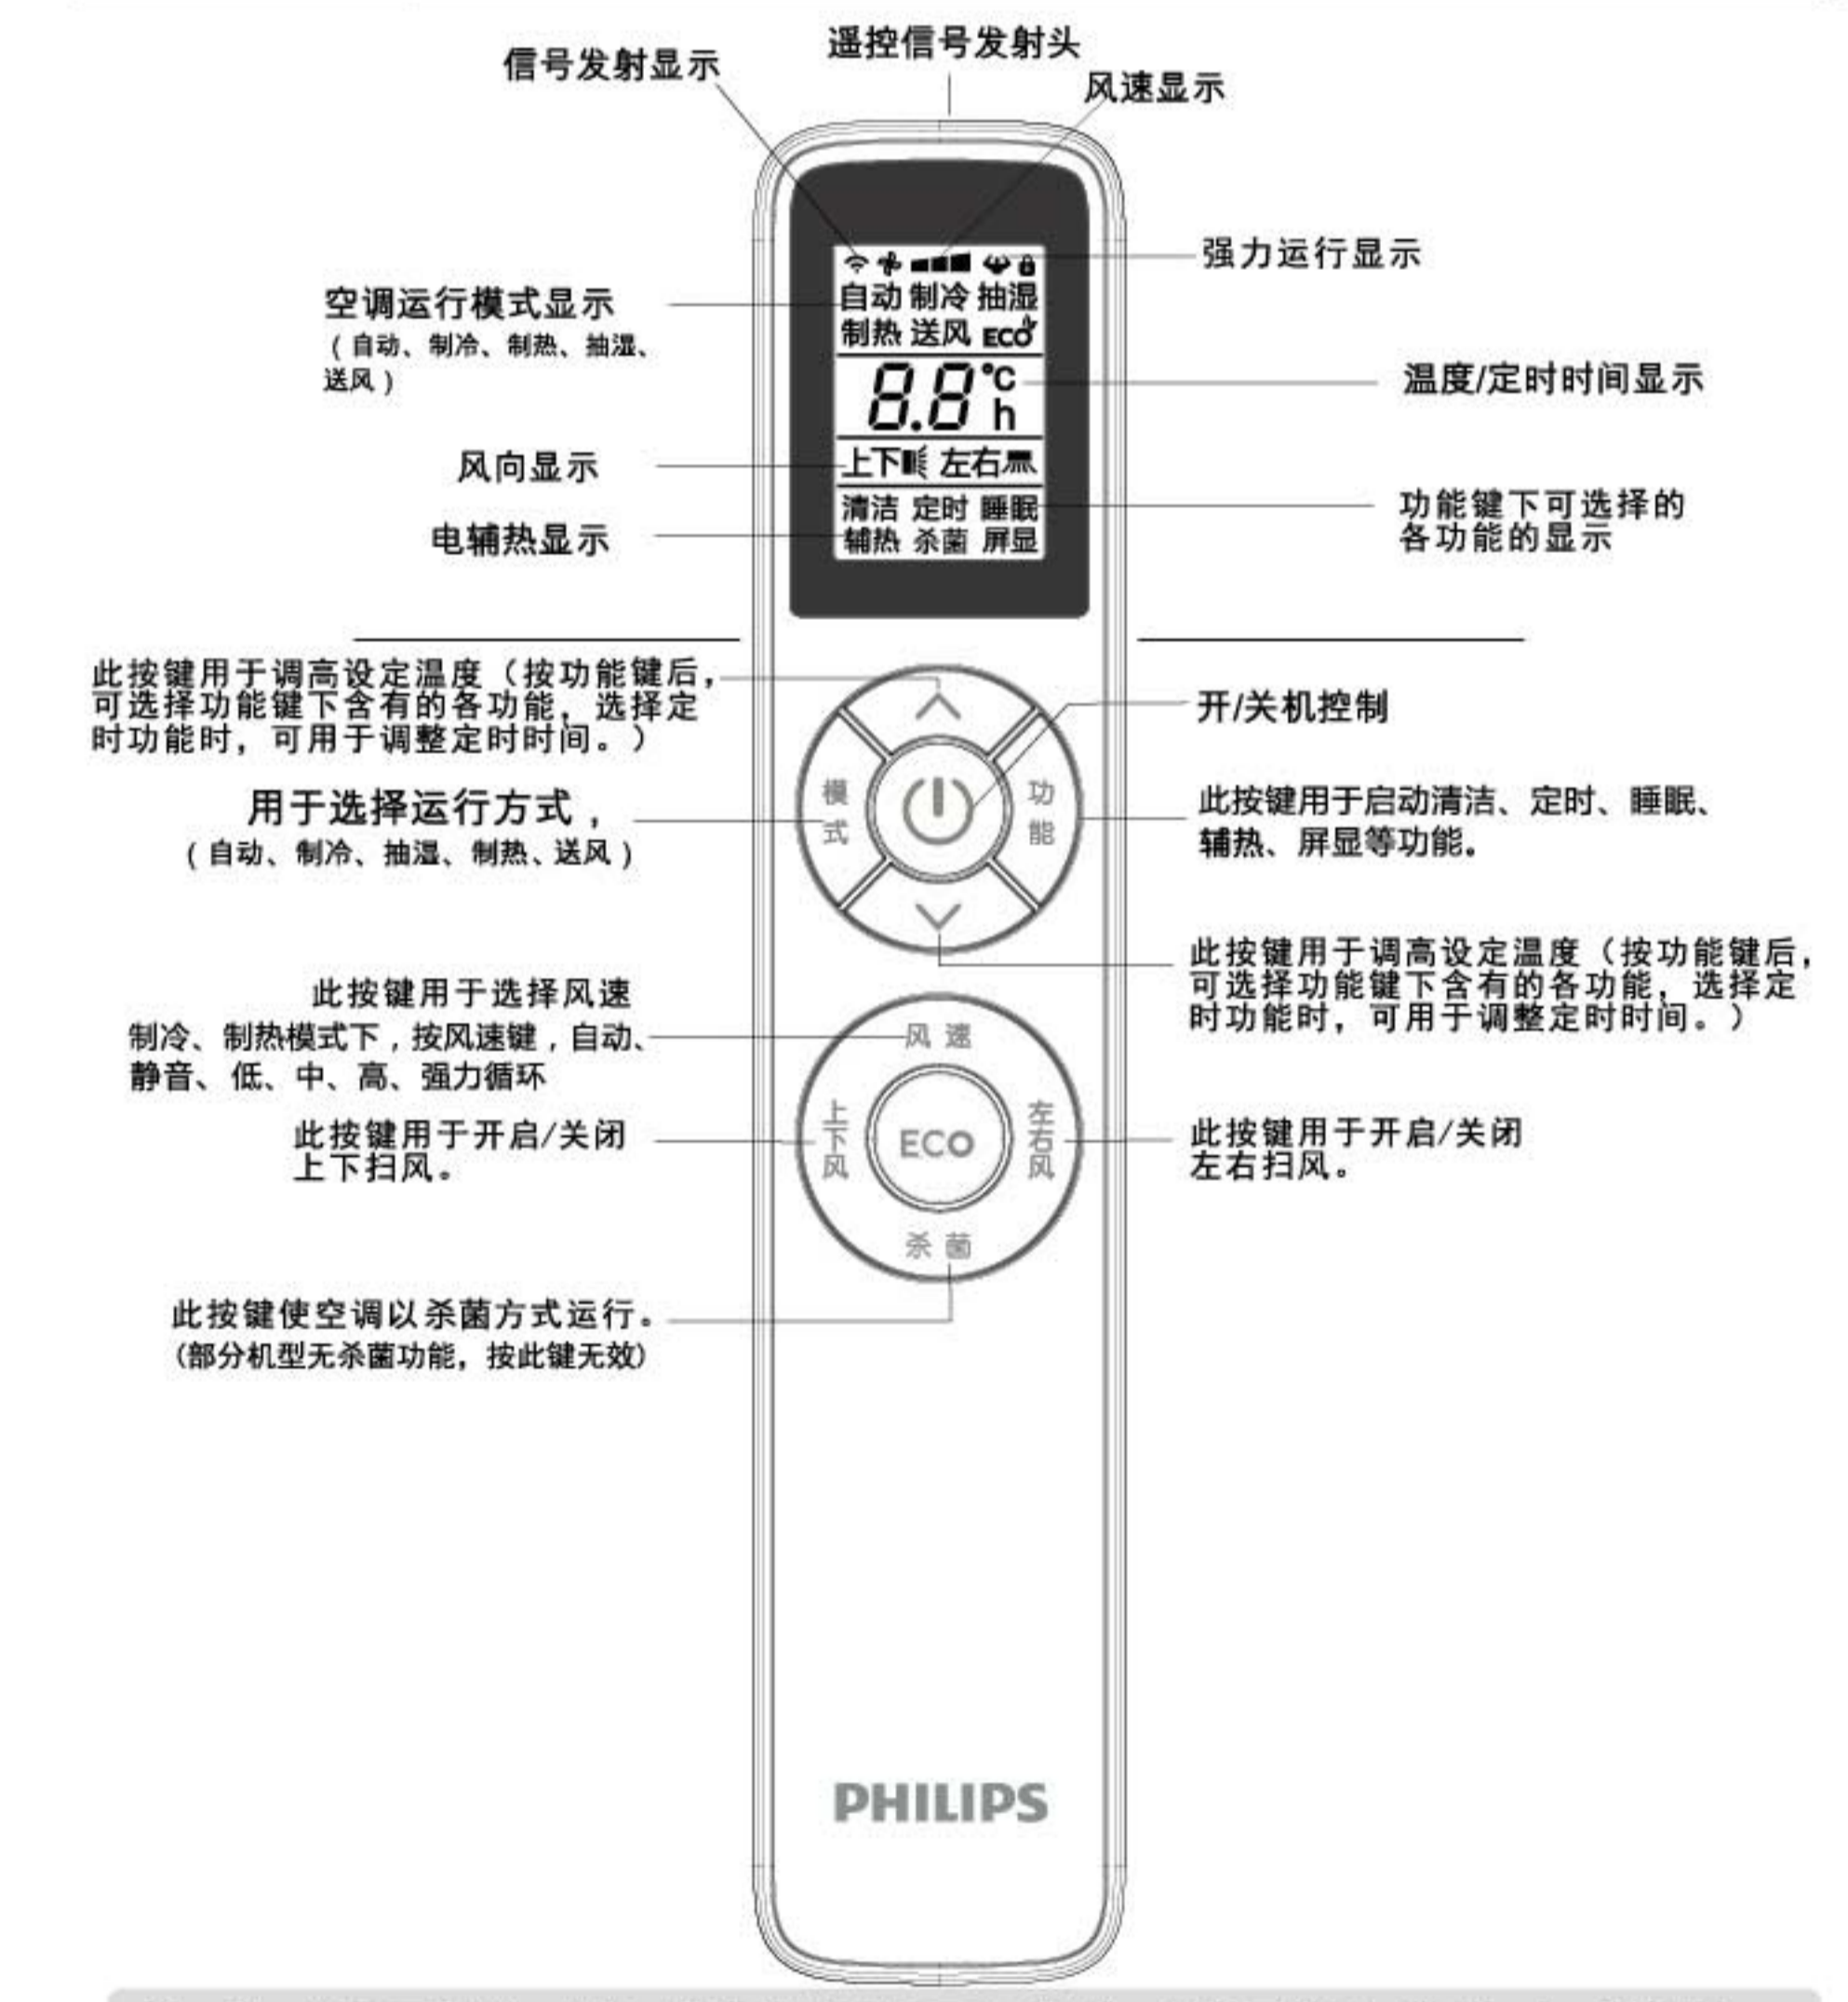 遥控信号发射头
信号发射显示
风速显示
强力运行显示
自动 制冷 抽湿
空调运行模式显示
制热 送风 ECO
（自动、制冷、制热、抽湿、
送风）
8.8 °C
h
温度/定时时间显示
上下 左右
风向显示
清洁 定时 睡眠
功能键下可选择的
各功能的显示
辅热 杀菌 屏显
电辅热显示
此按键用于调高设定温度（按功能键后，
可选择功能键下含有的各功能，选择定
时功能时，可用于调整定时时间。）
开/关机控制
模式
功能
用于选择运行方式，
（自动、制冷、抽湿、制热、送风）
此按键用于启动清洁、定时、睡眠、
辅热、屏显等功能。
此按键用于调高设定温度（按功能键后，
可选择功能键下含有的各功能，选择定
时功能时，可用于调整定时时间。）
此按键用于选择风速
制冷、制热模式下，按风速键，自动、
静音、低、中、高、强力循环
风速
上下风
ECO
左右风
此按键用于开启/关闭
上下扫风。
此按键用于开启/关闭
左右扫风。
杀菌
此按键使空调以杀菌方式运行。
(部分机型无杀菌功能，按此键无效)
PHILIPS